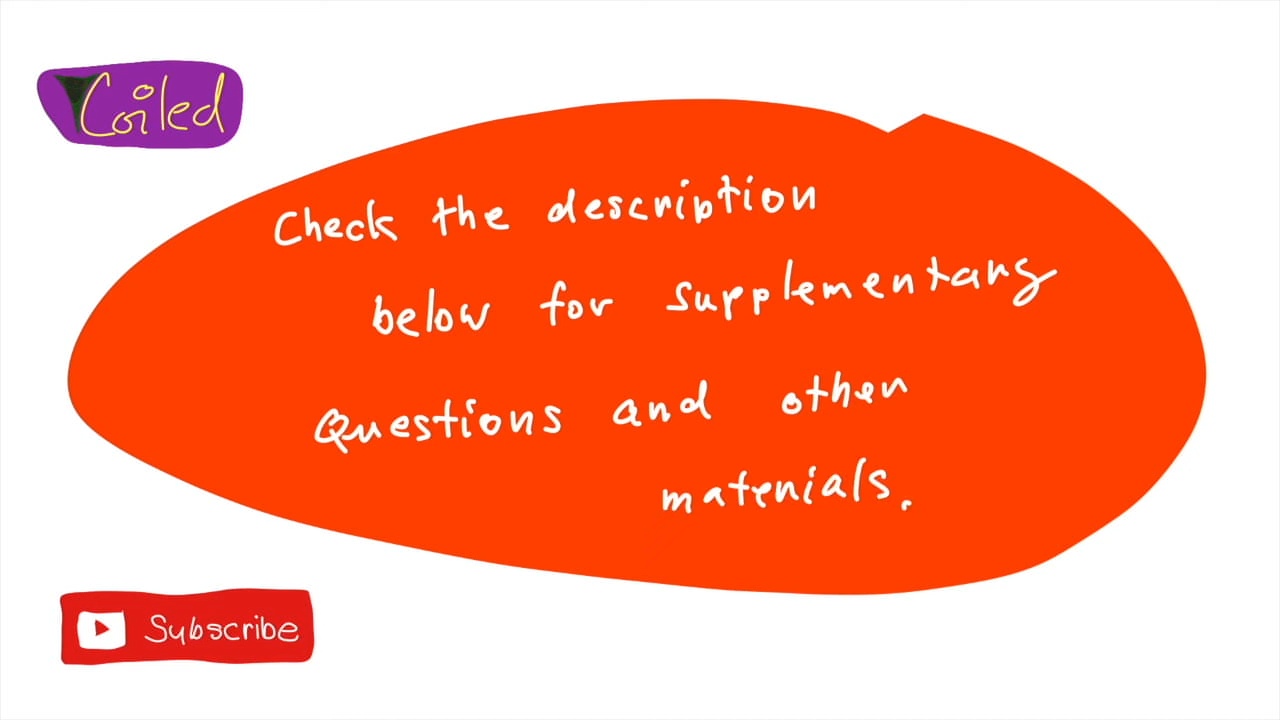 Coiled
Check the description
below for supplementary
Questions and other
materials.
Subscribe